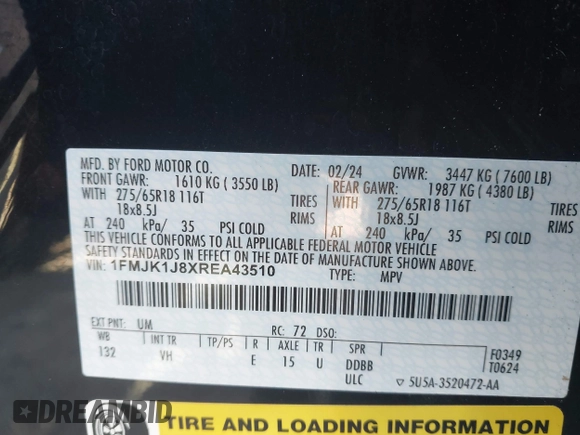 MFD. BY FORD MOTOR CO.
DATE: 02/24 GVWR: 3447 KG ( 7600 LB)
FRONT GAWR: 1610 KG ( 3550 LB)
REAR GAWR: 1987 KG ( 4380 LB)
WITH 275/65R18 116T TIRES
WITH 275/65R18 116T TIRES
18x8.5J RIMS
18x8.5J RIMS
AT 240 kPa/ 35 PSI COLD
AT 240 kPa/ 35 PSI COLD
THIS VEHICLE CONFORMS TO ALL APPLICABLE FEDERAL MOTOR VEHICLE
SAFETY STANDARDS IN EFFECT ON THE DATE OF MANUFACTURE SHOWN ABOVE.
VIN: 1FMJK1J8XREA43510
TYPE: MPV
EXT PNT: UM RC: 72 DSO:
WB INT TR TP/PS R AXLE TR SPR
132 VH E 15 U DDBB
ULC
F0349
T0624
5U5A-3520472-AA
DREAMBID
TIRE AND LOADING INFORMATION